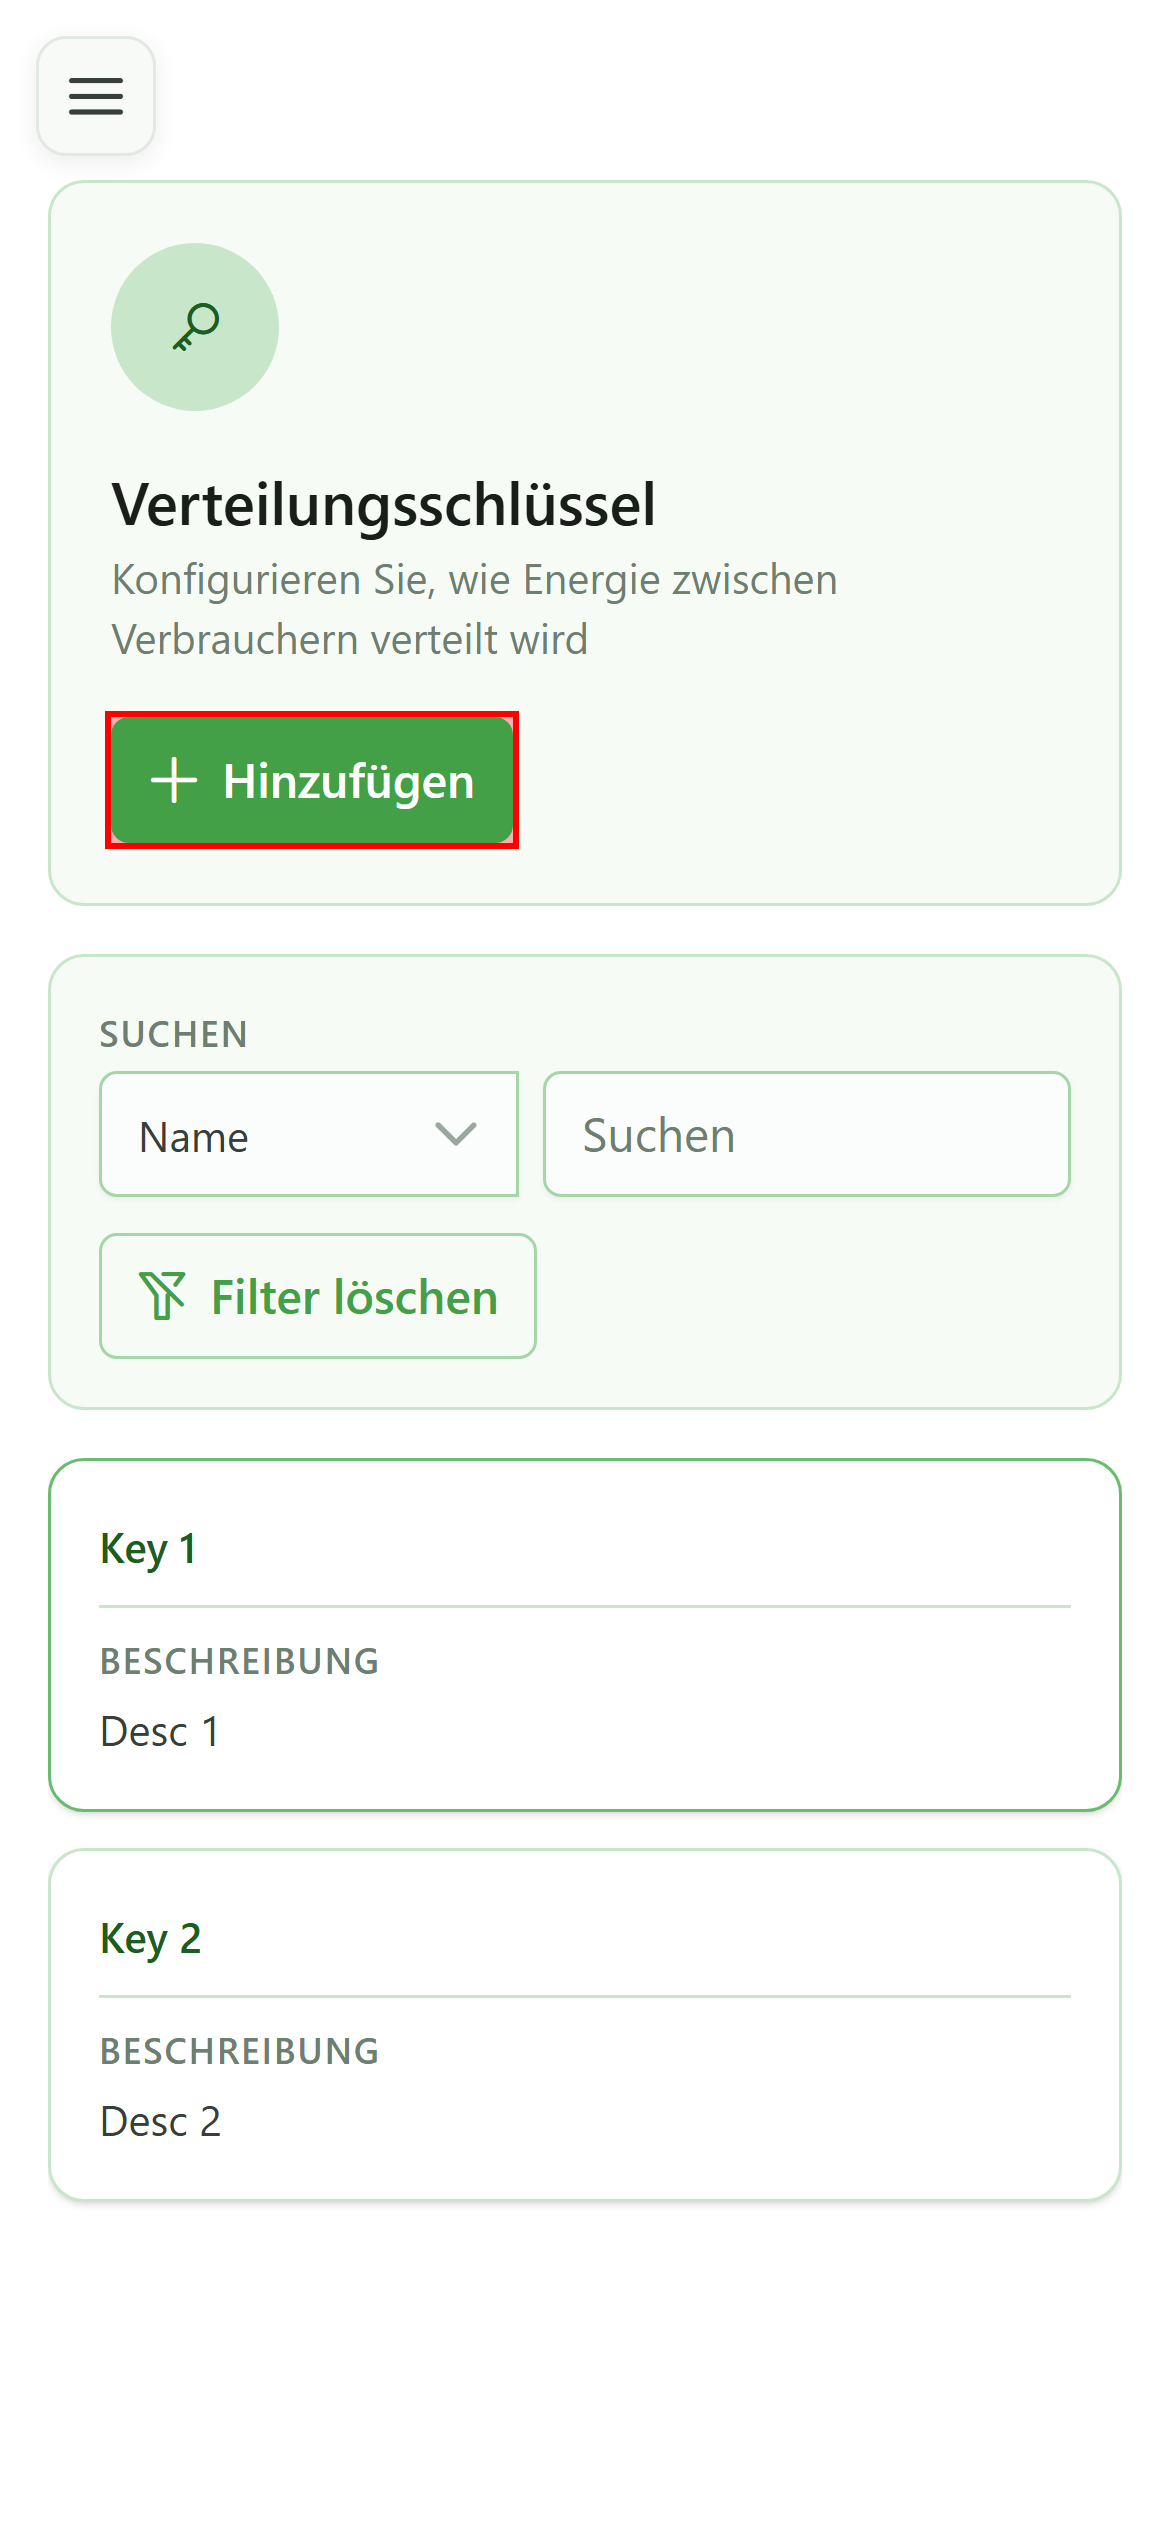 Verteilungsschlüssel
Konfigurieren Sie, wie Energie zwischen
Verbrauchern verteilt wird
Hinzufügen
SUCHEN
Name
Suchen
Filter löschen
Key 1
BESCHREIBUNG
Desc 1
Key 2
BESCHREIBUNG
Desc 2